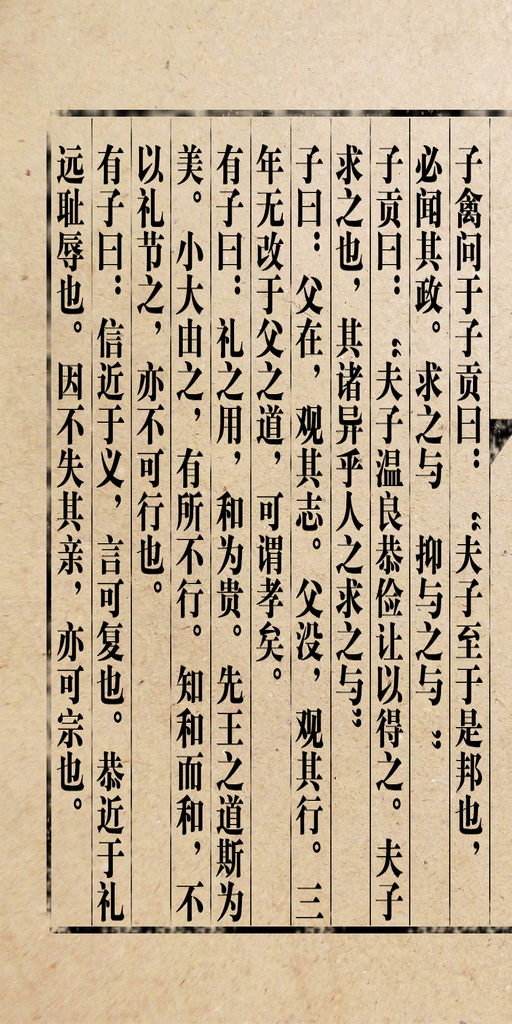 子禽问于子贡曰：“夫子至于是邦也，
必闻其政。求之与 抑与之与 ”
子贡曰：“夫子温良恭俭让以得之。夫子
求之也，其诸异乎人之求之与”
子曰：父在，观其志。父没，观其行。三
年无改于父之道，可谓孝矣。
有子曰：礼之用，和为贵。先王之道斯为
美。小大由之，有所不行。知和而和，不
以礼节之，亦不可行也。
有子曰：信近于义，言可复也。恭近于礼
远耻辱也。因不失其亲，亦可宗也。